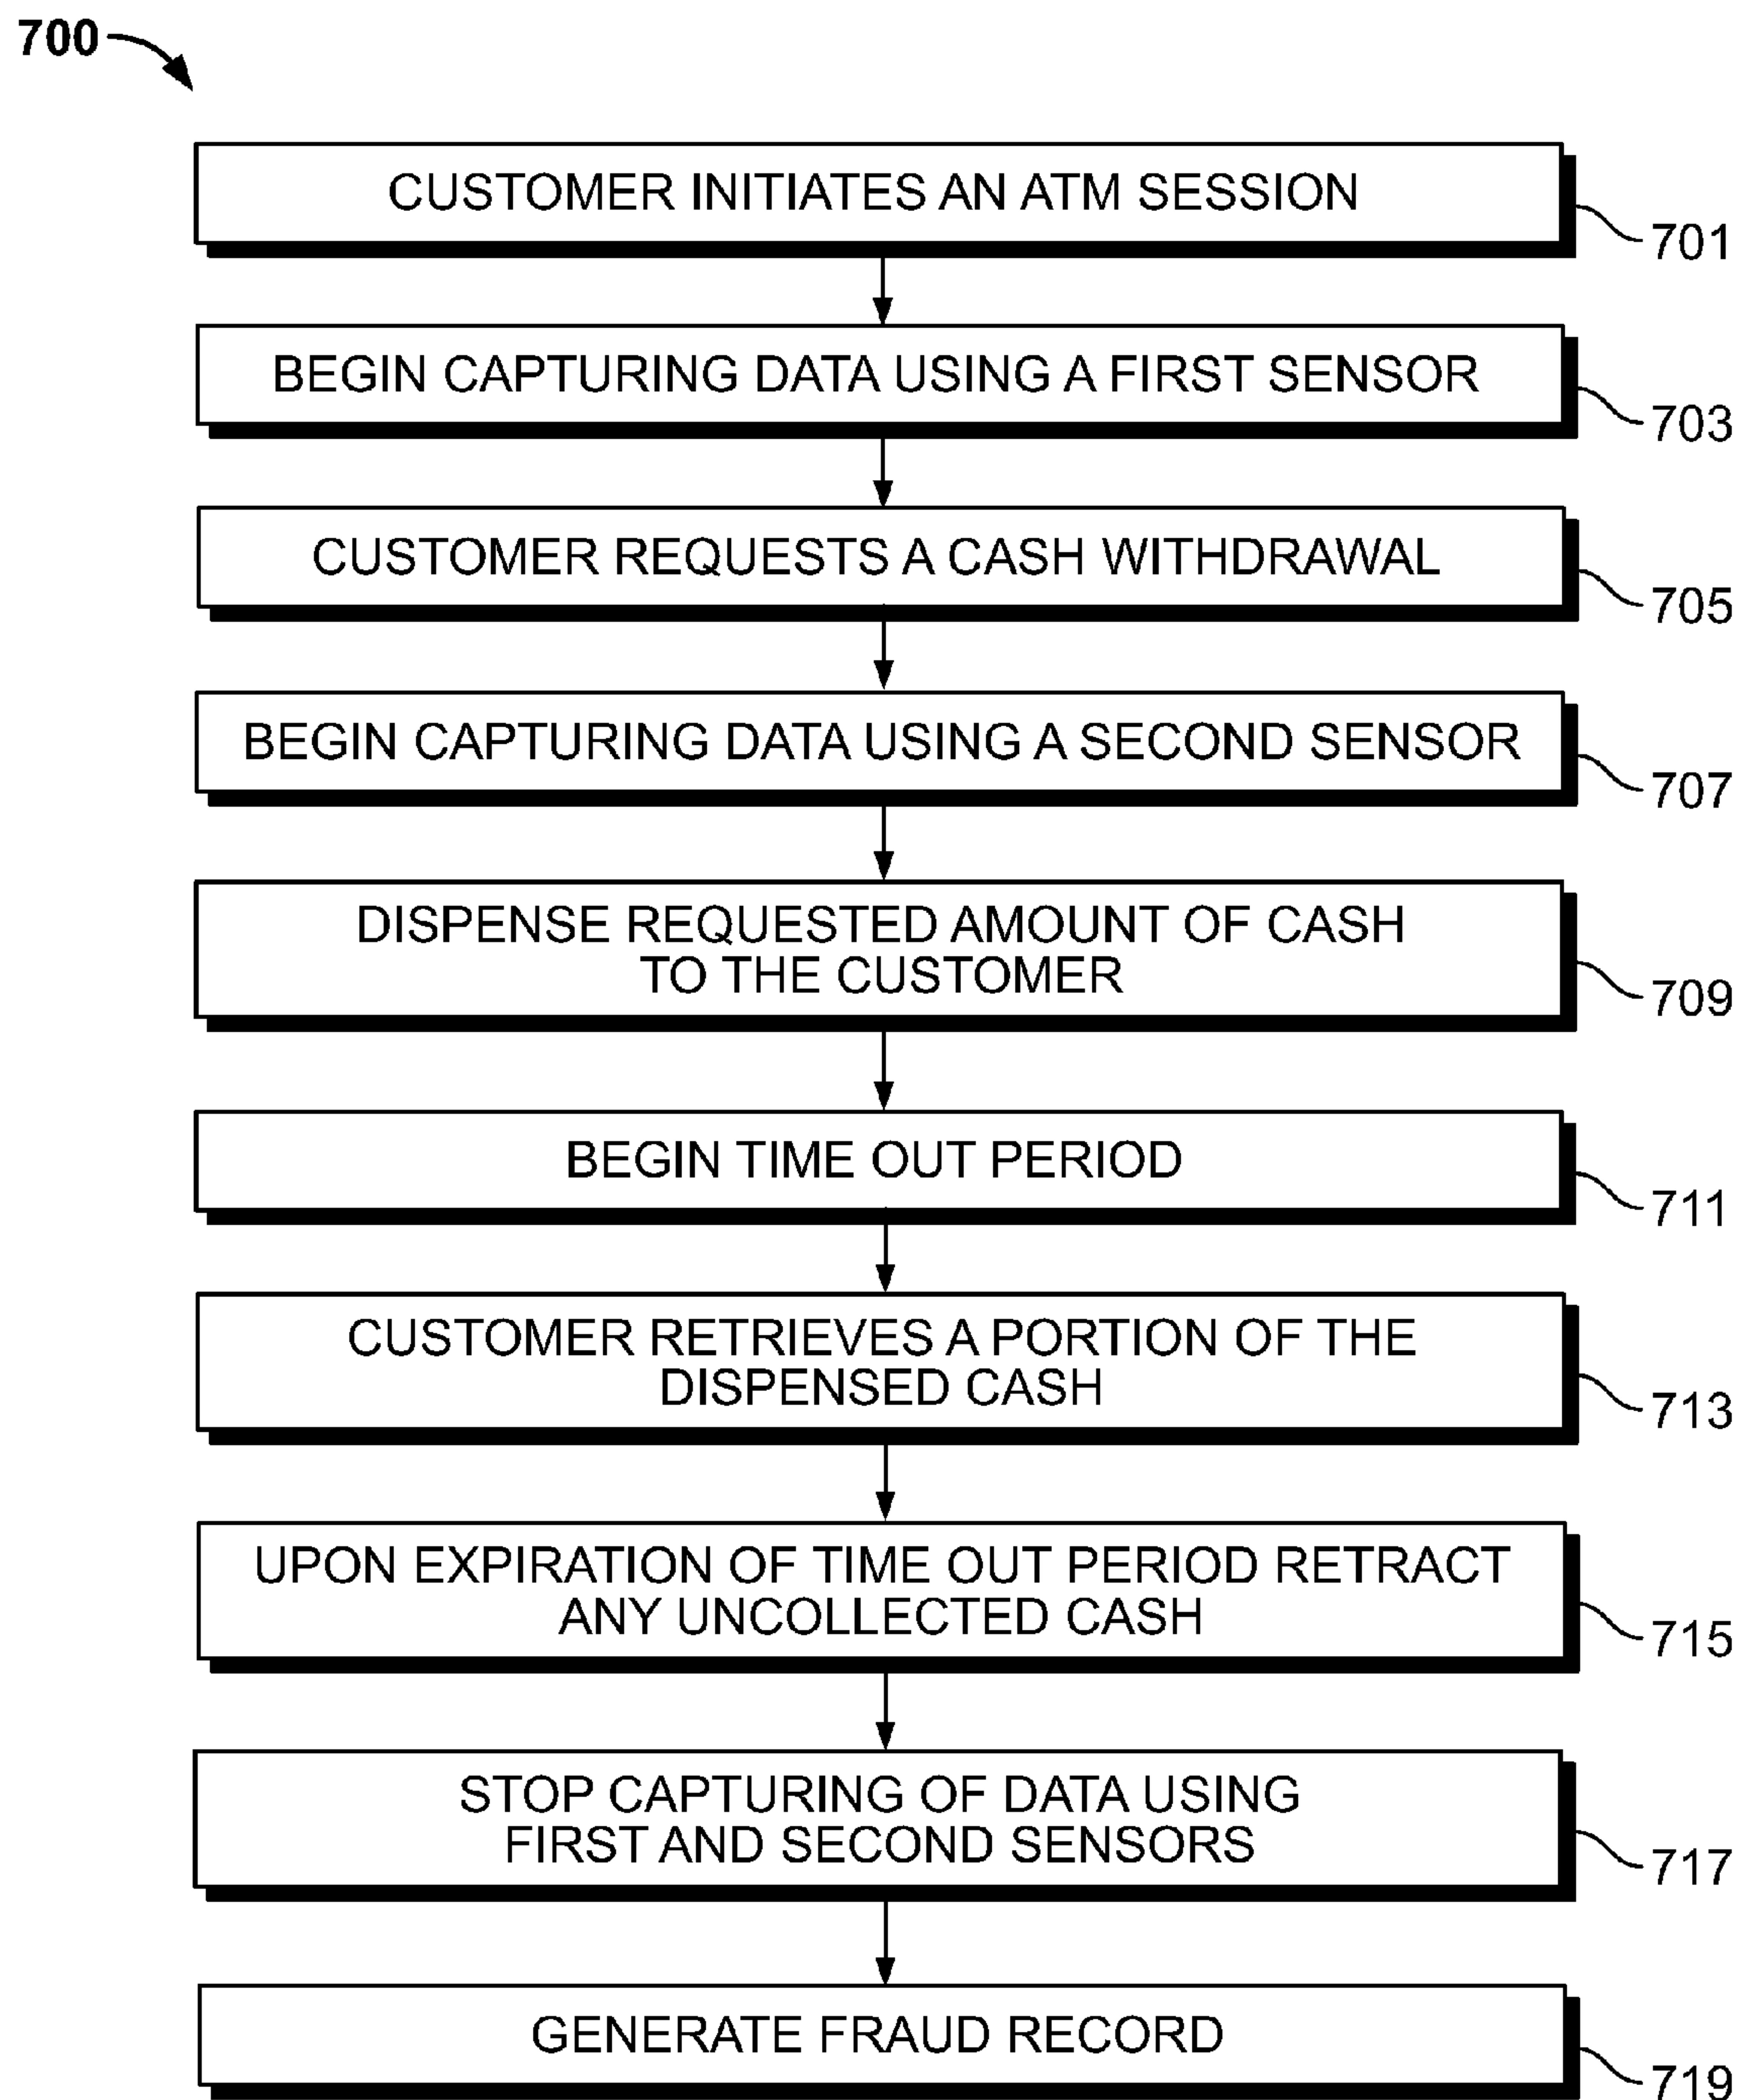 700
CUSTOMER INITIATES AN ATM SESSION
701
BEGIN CAPTURING DATA USING A FIRST SENSOR
703
CUSTOMER REQUESTS A CASH WITHDRAWAL
705
BEGIN CAPTURING DATA USING A SECOND SENSOR
707
DISPENSE REQUESTED AMOUNT OF CASH
TO THE CUSTOMER
709
BEGIN TIME OUT PERIOD
711
CUSTOMER RETRIEVES A PORTION OF THE
DISPENSED CASH
713
UPON EXPIRATION OF TIME OUT PERIOD RETRACT
ANY UNCOLLECTED CASH
715
STOP CAPTURING OF DATA USING
FIRST AND SECOND SENSORS
717
GENERATE FRAUD RECORD
719